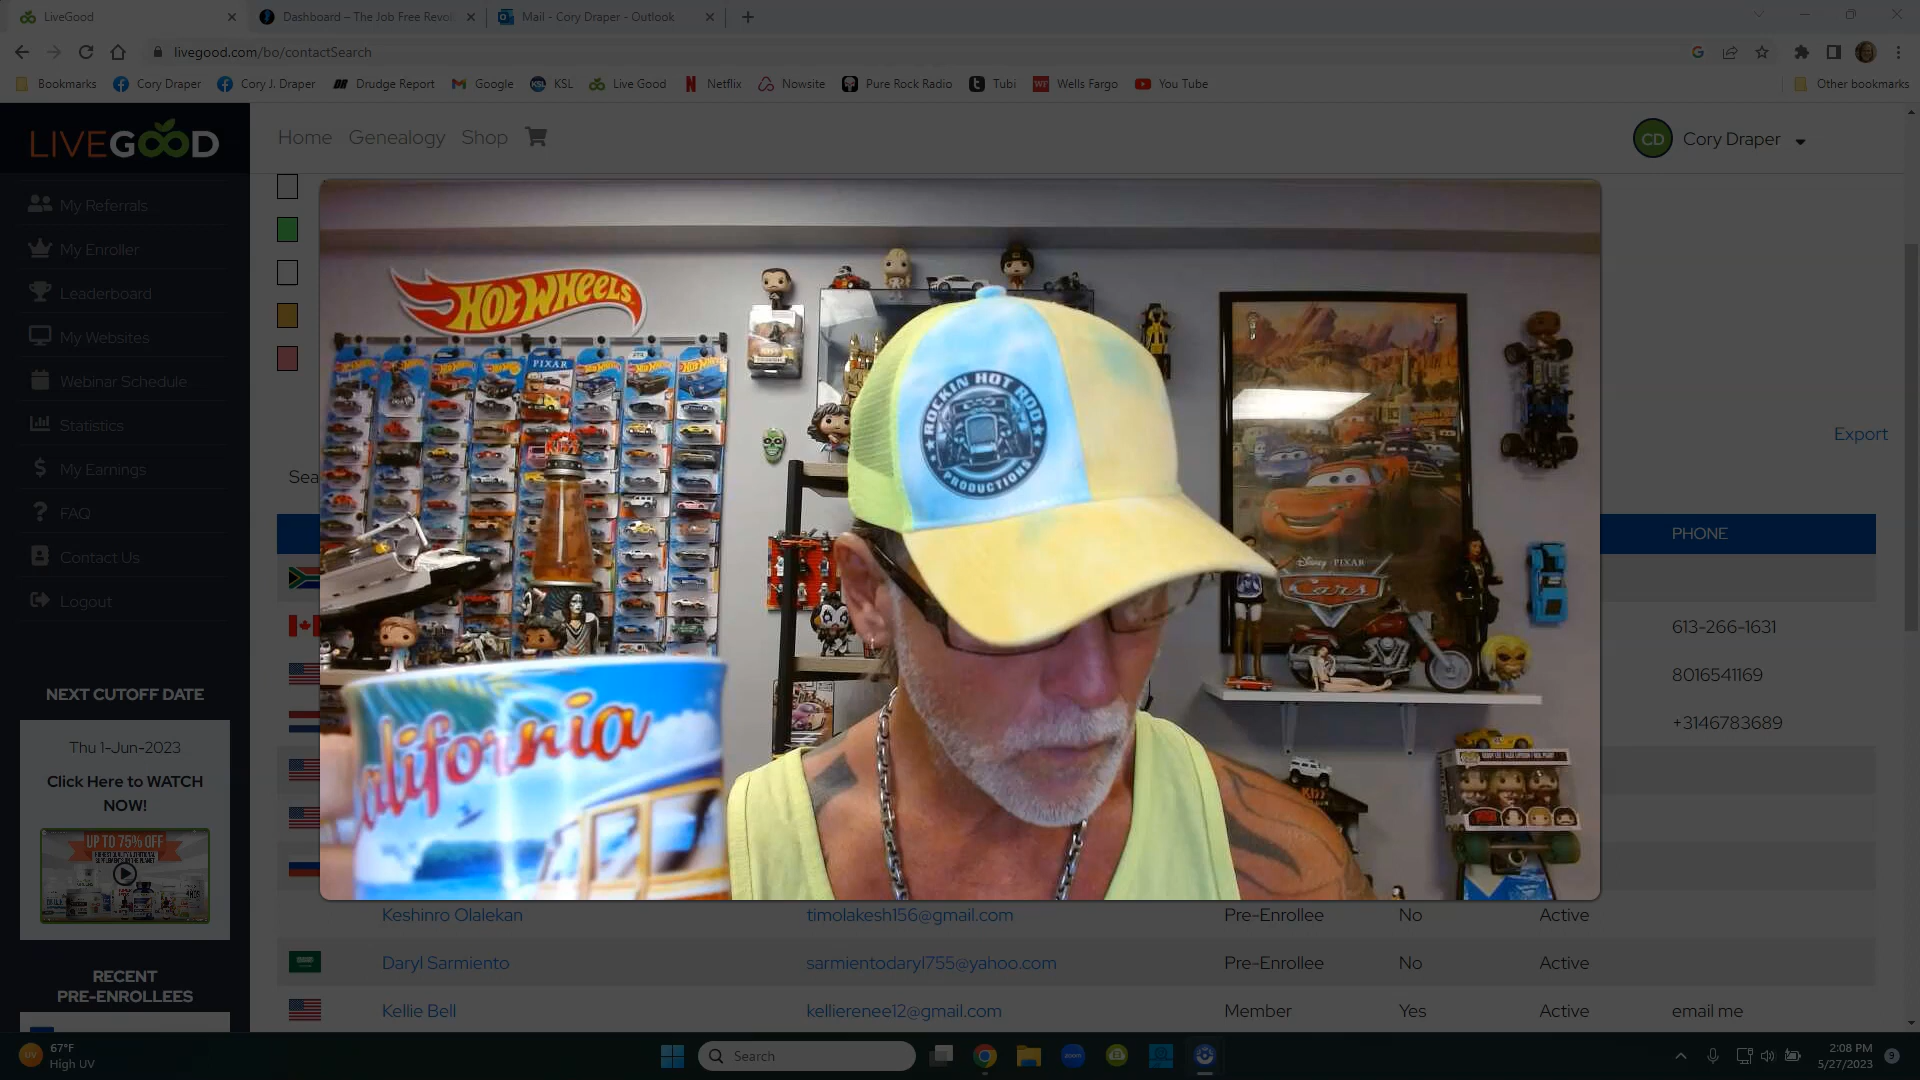 LiveGood
Dashboard – The Job Free Revol
Mail - Cory Draper - Outlook
livegood.com/bo/contactSearch
Bookmarks
Cory Draper
Cory J. Draper
Drudge Report
Google
KSL
Live Good
Netflix
Nowsite
Pure Rock Radio
Tubi
Wells Fargo
You Tube
Other bookmarks
LIVEGOOD
Home
Genealogy
Shop
CD
Cory Draper
My Referrals
My Enroller
Leaderboard
My Websites
Webinar Schedule
Statistics
My Earnings
FAQ
Contact Us
Logout
NEXT CUTOFF DATE
Thu 1-Jun-2023
Click Here to WATCH
NOW!
UP TO 75% OFF
RECENT
PRE-ENROLLEES
Export
Sea
HOT WHEELS
PIXAR
ROCKIN HOT ROD
PRODUCTIONS
Disney PIXAR
Cars
alifornia
alifornia
PHONE
613-266-1631
8016541169
+3146783689
Keshinro Olalekan
timolakesh156@gmail.com
Pre-Enrollee
No
Active
Daryl Sarmiento
sarmientodaryl755@yahoo.com
Pre-Enrollee
No
Active
Kellie Bell
kellierenee12@gmail.com
Member
Yes
Active
email me
67°F
High UV
Search
2:08 PM
5/27/2023
9